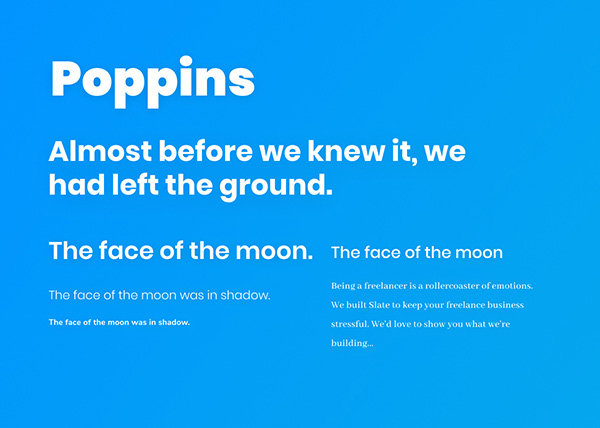 Poppins
Almost before we knew it, we
had left the ground.
The face of the moon.
The face of the moon was in shadow.
The face of the moon was in shadow.
The face of the moon
Being a freelancer is a rollercoaster of emotions.
We built Slate to keep your freelance business
stressful. We'd love to show you what we're
building...